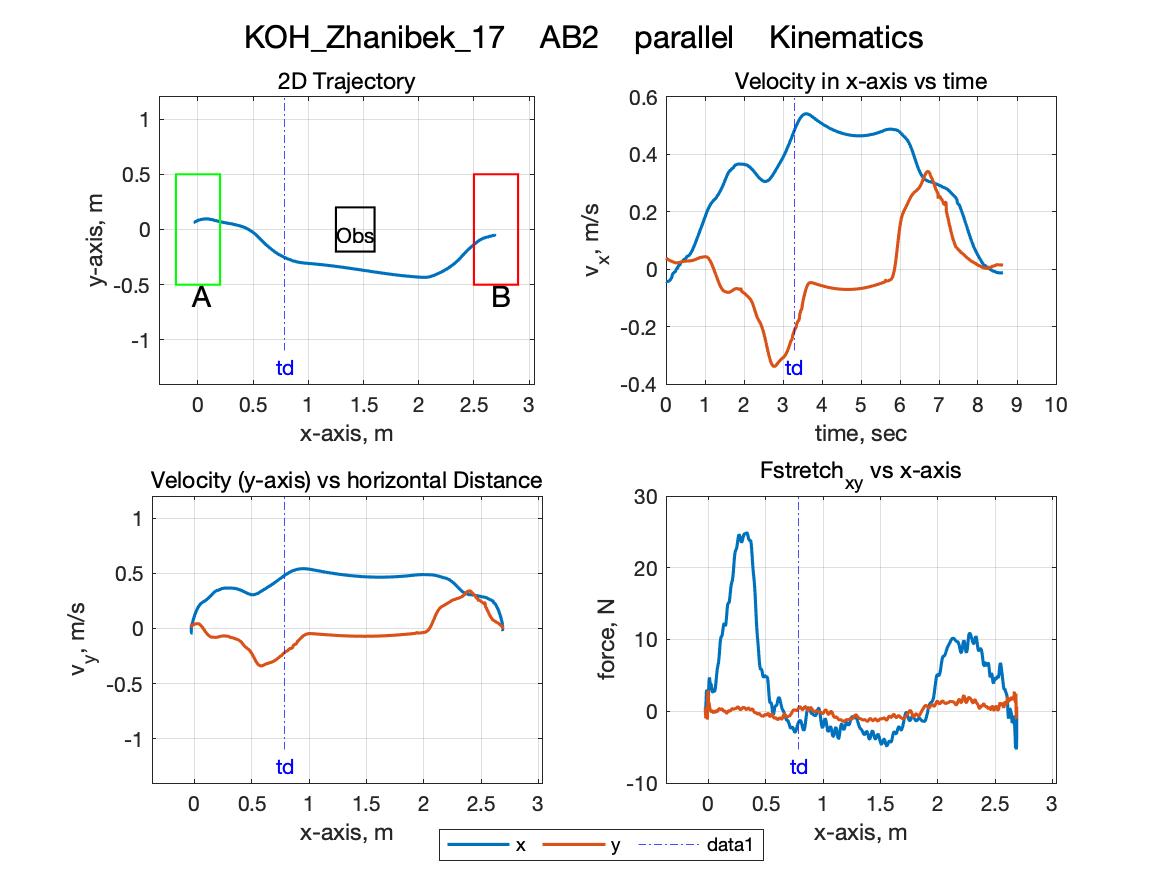 KOH_Zhanibek_17 AB2 parallel Kinematics
2D Trajectory
1
0.5
0
-0.5
-1
y-axis, m
A
B
Obs
td
0 0.5 1 1.5 2 2.5 3
x-axis, m
Velocity in x-axis vs time
0.6
0.4
0.2
0
-0.2
-0.4
vx, m/s
td
0 1 2 3 4 5 6 7 8 9 10
time, sec
Velocity (y-axis) vs horizontal Distance
1
0.5
0
-0.5
-1
vy, m/s
td
0 0.5 1 1.5 2 2.5 3
x-axis, m
Fstretchxy vs x-axis
30
20
10
0
-10
force, N
td
0 0.5 1 1.5 2 2.5 3
x-axis, m
x y data1